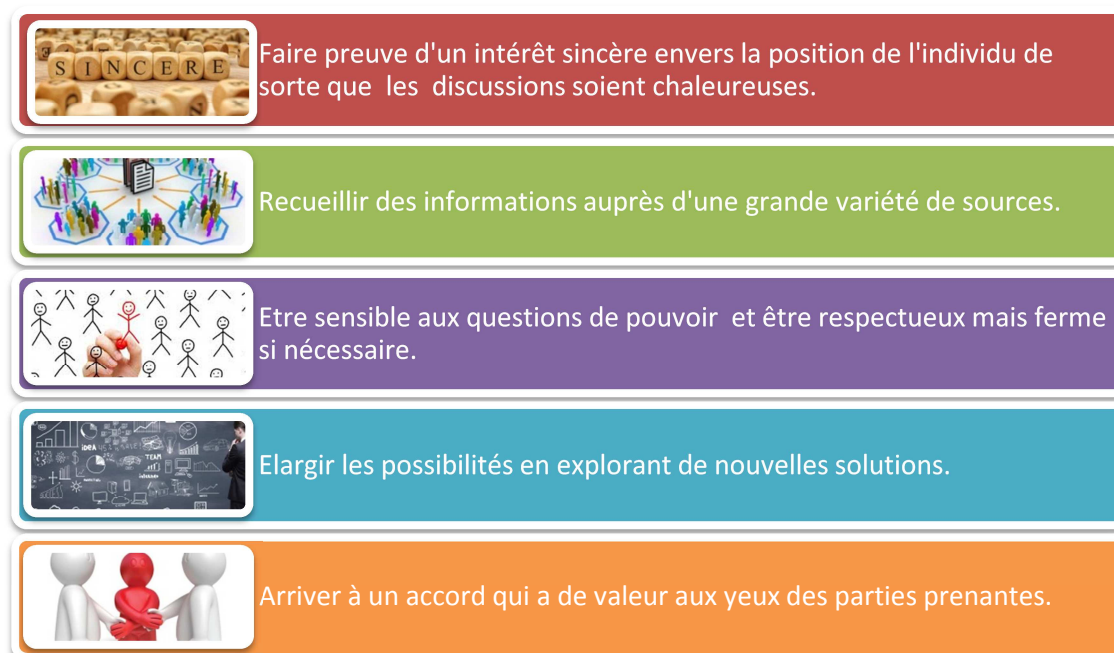 SINCERE
Faire preuve d'un intérêt sincère envers la position de l'individu de
sorte que les discussions soient chaleureuses.
Recueillir des informations auprès d'une grande variété de sources.
Etre sensible aux questions de pouvoir et être respectueux mais ferme
si nécessaire.
IDEA
TEAM
Elargir les possibilités en explorant de nouvelles solutions.
Arriver à un accord qui a de valeur aux yeux des parties prenantes.